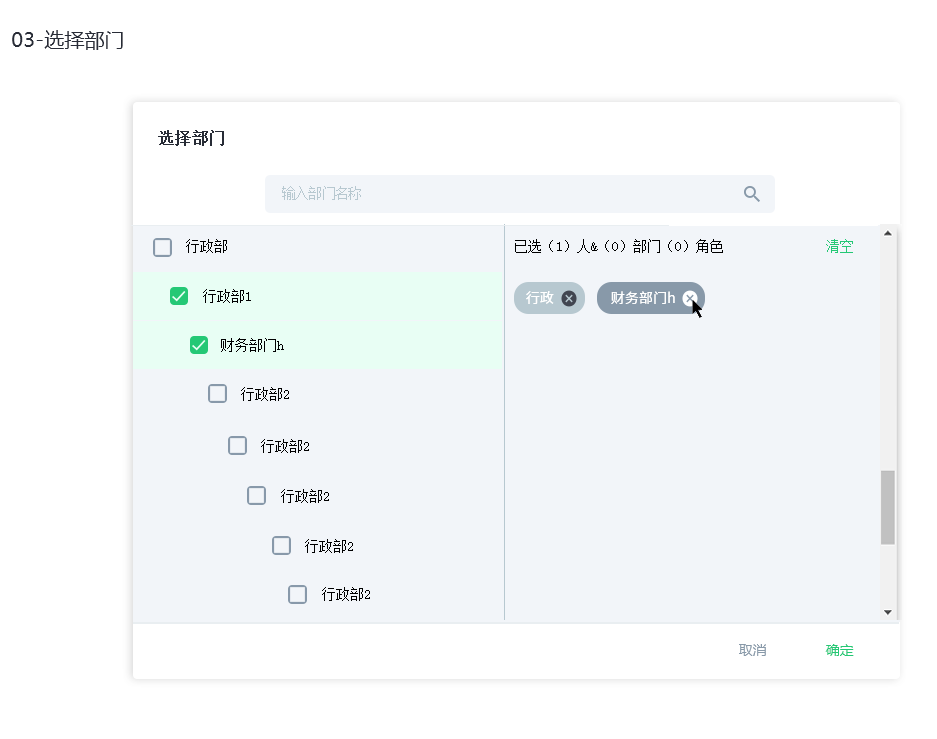 03-选择部门
选择部门
输入部门名称
行政部
行政部1
财务部门h
行政部2
行政部2
行政部2
行政部2
行政部2
已选（1）人&（0）部门（0）角色
清空
行政
财务部门h
取消
确定